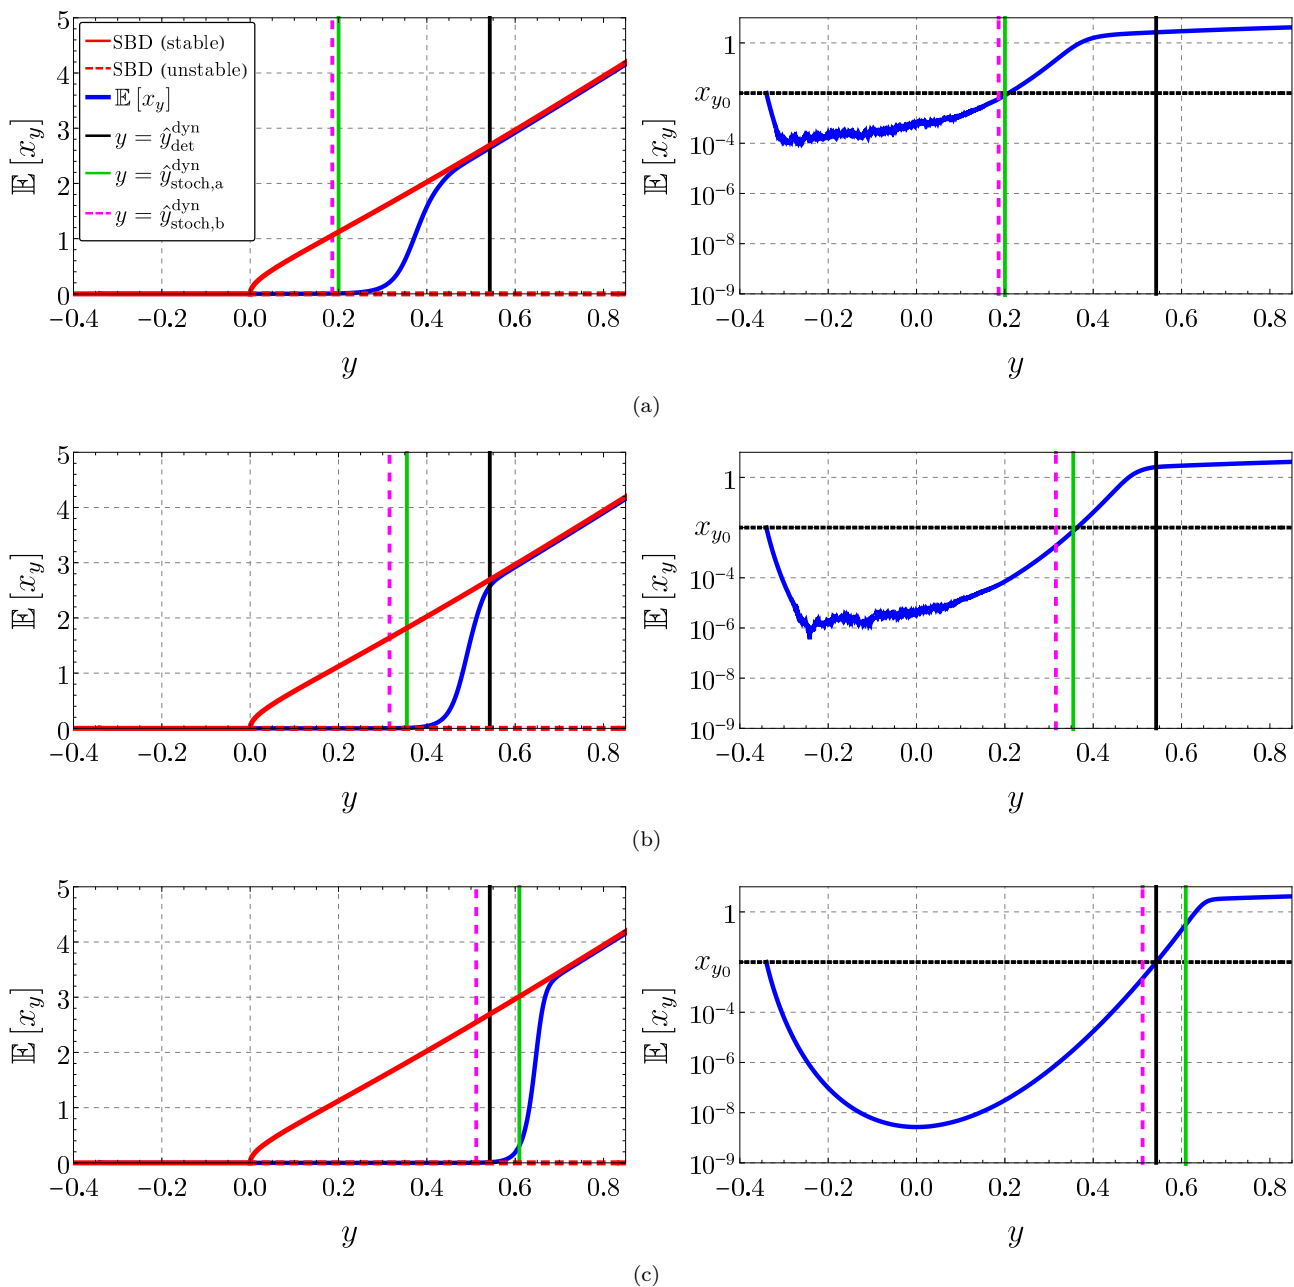 5
4
3
2
1
0
𝔼 [x_y]
SBD (stable)
SBD (unstable)
𝔼 [x_y]
y = ŷ_det^dyn
y = ŷ_stoch,a^dyn
y = ŷ_stoch,b^dyn
−0.4 −0.2 0.0 0.2 0.4 0.6 0.8
y
1
x_{y_0}
10^−4
10^−6
10^−8
10^−9
𝔼 [x_y]
−0.4 −0.2 0.0 0.2 0.4 0.6 0.8
y
(a)
5
4
3
2
1
0
𝔼 [x_y]
−0.4 −0.2 0.0 0.2 0.4 0.6 0.8
y
1
x_{y_0}
10^−4
10^−6
10^−8
10^−9
𝔼 [x_y]
−0.4 −0.2 0.0 0.2 0.4 0.6 0.8
y
(b)
5
4
3
2
1
0
𝔼 [x_y]
−0.4 −0.2 0.0 0.2 0.4 0.6 0.8
y
1
x_{y_0}
10^−4
10^−6
10^−8
10^−9
𝔼 [x_y]
−0.4 −0.2 0.0 0.2 0.4 0.6 0.8
y
(c)